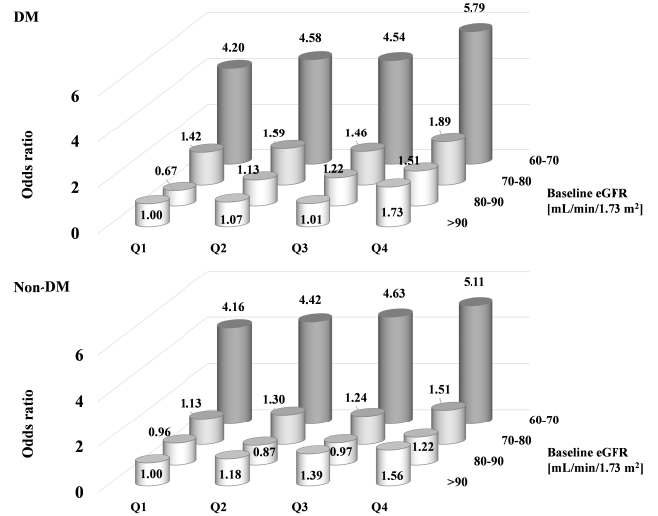 DM
4.20 4.58 4.54 5.79
1.42 1.59 1.46 1.89
0.67 1.13 1.22 1.51
1.00 1.07 1.01 1.73
6
4
2
0
Odds ratio
Q1 Q2 Q3 Q4
60-70
70-80
80-90
>90
Baseline eGFR
[mL/min/1.73 m²]
Non-DM
4.16 4.42 4.63 5.11
1.13 1.30 1.24 1.51
0.96 0.87 0.97 1.22
1.00 1.18 1.39 1.56
6
4
2
0
Odds ratio
Q1 Q2 Q3 Q4
60-70
70-80
80-90
>90
Baseline eGFR
[mL/min/1.73 m²]